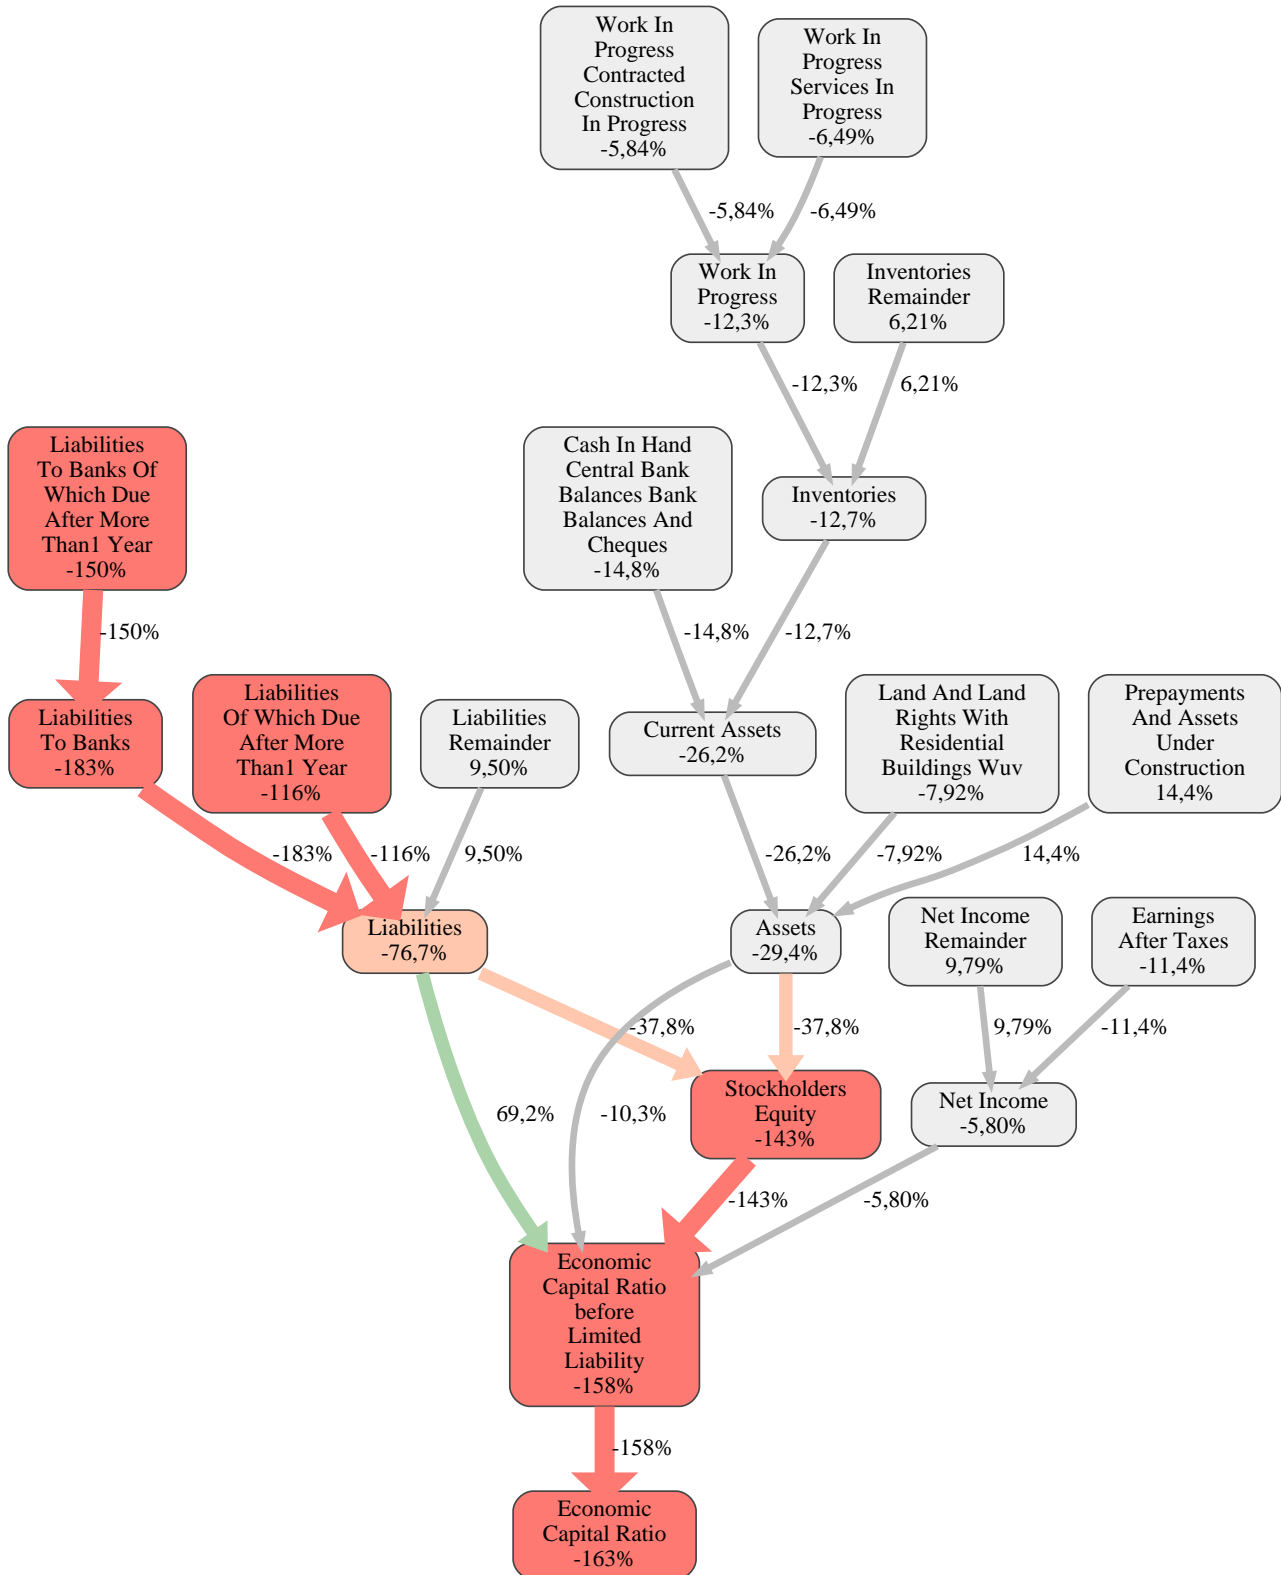 Work In
Progress
Contracted
Construction
In Progress
-5,84%
Work In
Progress
Services In
Progress
-6,49%
-5,84%
-6,49%
Work In
Progress
-12,3%
Inventories
Remainder
6,21%
-12,3%
6,21%
Liabilities
To Banks Of
Which Due
After More
Than1 Year
-150%
Cash In Hand
Central Bank
Balances Bank
Balances And
Cheques
-14,8%
Inventories
-12,7%
-150%
-14,8%
-12,7%
Liabilities
To Banks
-183%
Liabilities
Of Which Due
After More
Than1 Year
-116%
Liabilities
Remainder
9,50%
Current Assets
-26,2%
Land And Land
Rights With
Residential
Buildings Wuv
-7,92%
Prepayments
And Assets
Under
Construction
14,4%
-183%
-116%
9,50%
-26,2%
-7,92%
14,4%
Liabilities
-76,7%
Assets
-29,4%
Net Income
Remainder
9,79%
Earnings
After Taxes
-11,4%
-37,8%
-37,8%
9,79%
-11,4%
Stockholders
Equity
-143%
Net Income
-5,80%
69,2%
-10,3%
-143%
-5,80%
Economic
Capital Ratio
before
Limited
Liability
-158%
-158%
Economic
Capital Ratio
-163%